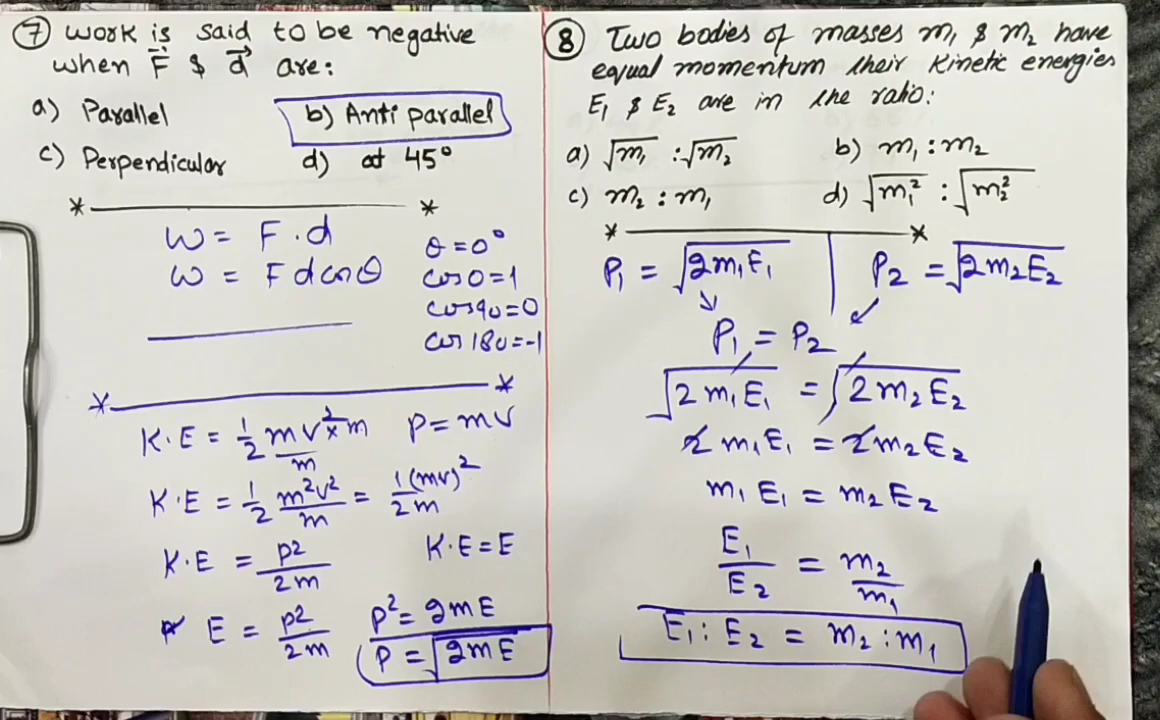 ⑦ work is said to be negative
when F⃗ $ d⃗ are:
a) Parallel b) Anti parallel
c) Perpendicular d) at 45°
W = F.d
W = F d cosθ
θ = 0°
cos 0 = 1
cos 90 = 0
cos 180 = -1
K.E = 1/2 mv² × m/m P = mv
K.E = 1/2 m²v²/m = 1(mv)²/2m
K.E = P²/2m K.E = E
E = P²/2m P² = 2mE
P = √2mE
⑧ Two bodies of masses m₁ $ m₂ have
equal momentum their Kinetic energies
E₁ $ E₂ are in the ratio:
a) √m₁ : √m₂ b) m₁ : m₂
c) m₂ : m₁ d) √m₁² : √m₂²
P₁ = √2m₁E₁ P₂ = √2m₂E₂
P₁ = P₂
√2m₁E₁ = √2m₂E₂
2m₁E₁ = 2m₂E₂
m₁E₁ = m₂E₂
E₁/E₂ = m₂/m₁
E₁ : E₂ = m₂ : m₁